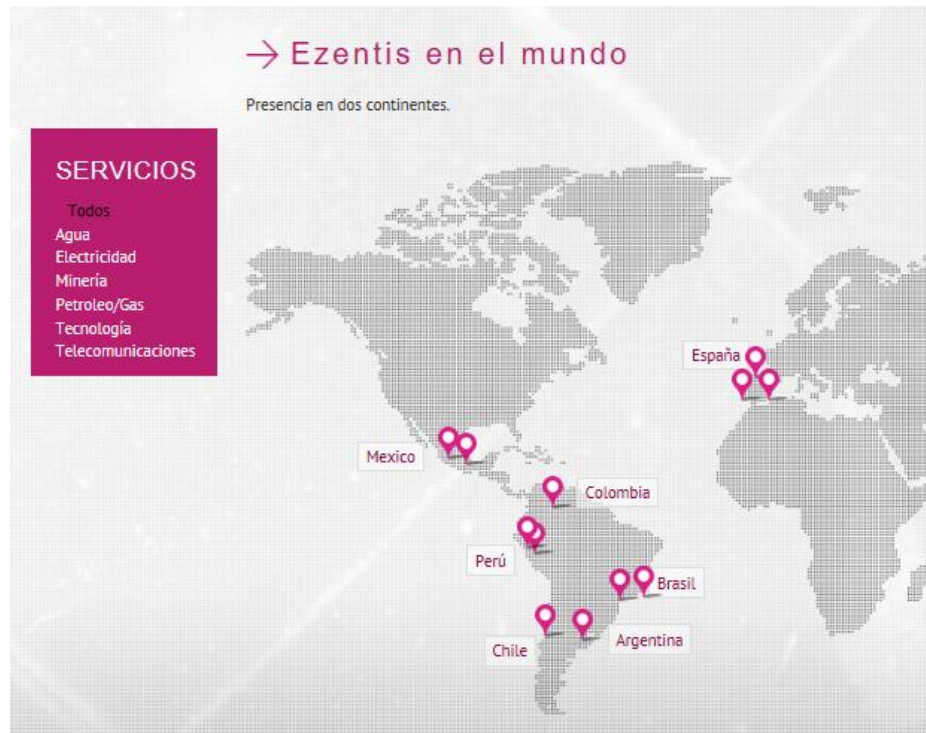 → Ezentis en el mundo
Presencia en dos continentes.
SERVICIOS
Todos
Agua
Electricidad
Minería
Petroleo/Gas
Tecnología
Telecomunicaciones
España
Mexico
Colombia
Perú
Brasil
Chile
Argentina